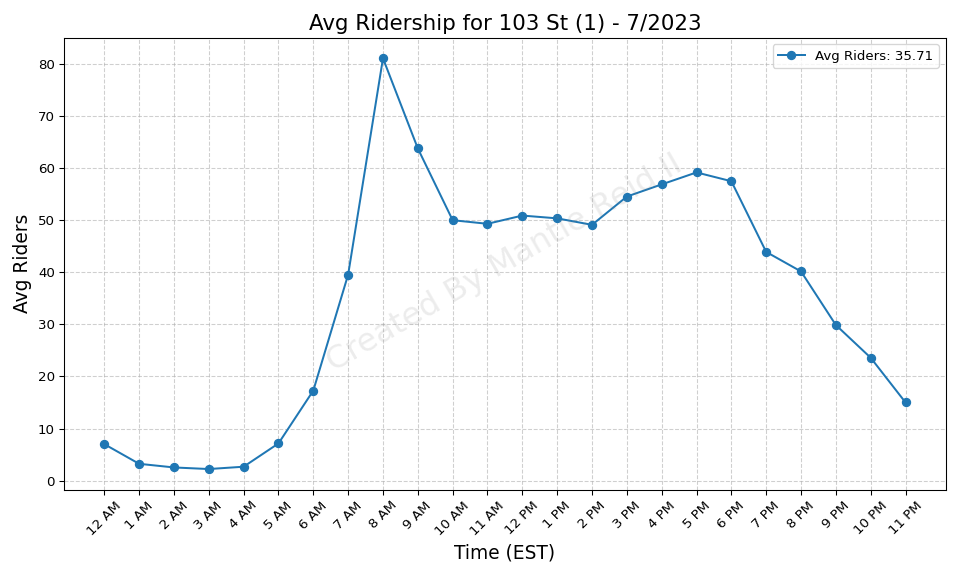 Avg Ridership for 103 St (1) - 7/2023
Avg Riders: 35.71
Avg Riders
80
70
60
50
40
30
20
10
0
Created By Mantle Reid II
12 AM
1 AM
2 AM
3 AM
4 AM
5 AM
6 AM
7 AM
8 AM
9 AM
10 AM
11 AM
12 PM
1 PM
2 PM
3 PM
4 PM
5 PM
6 PM
7 PM
8 PM
9 PM
10 PM
11 PM
Time (EST)